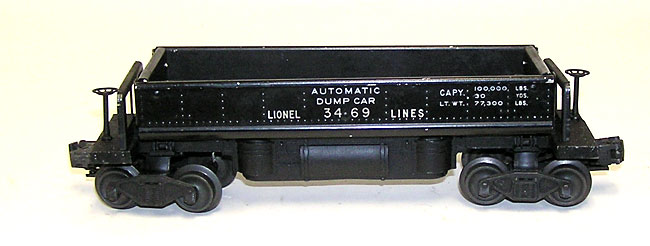 AUTOMATIC
DUMP CAR
LIONEL 34-69 LINES
CAPY. 100,000 LBS.
30 YDS.
LT. WT. 77,300 LBS.